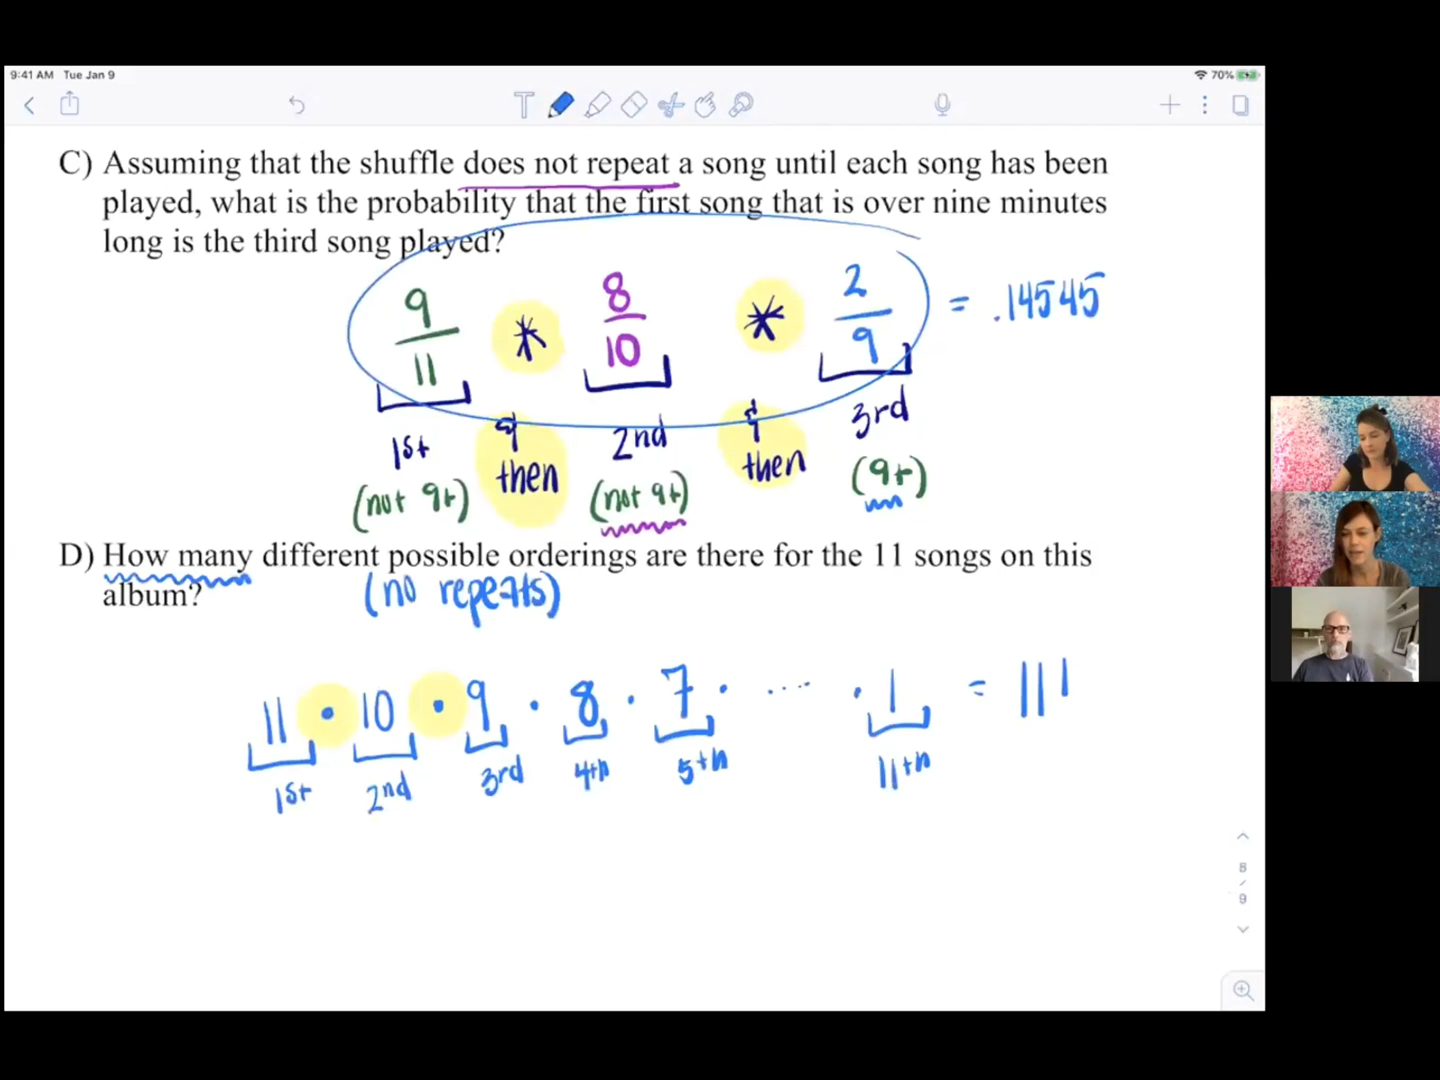 9:41 AM Tue Jan 9
70%
C) Assuming that the shuffle does not repeat a song until each song has been
played, what is the probability that the first song that is over nine minutes
long is the third song played?
9/11 * 8/10 * 2/9 = .14545
1st & then 2nd & then 3rd
(not 9+) (not 9+) (9+)
D) How many different possible orderings are there for the 11 songs on this
album? (no repeats)
11 · 10 · 9 · 8 · 7 · ..... · 1 = 11!
1st 2nd 3rd 4th 5th 11th
8
/
9